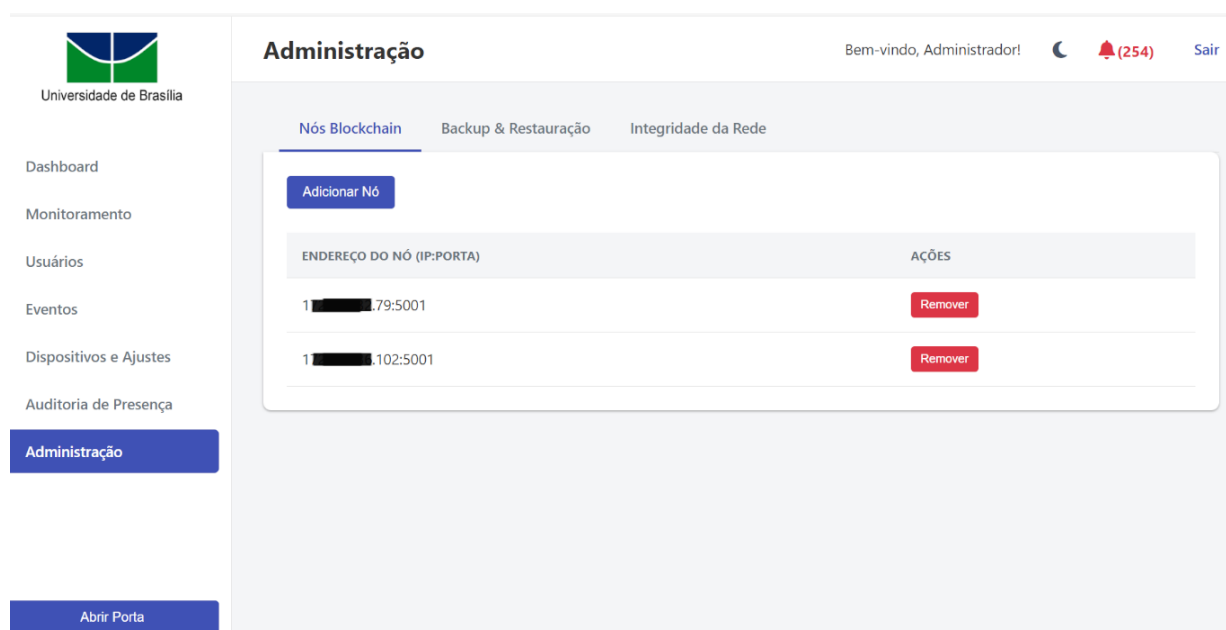 Universidade de Brasília
Administração
Bem-vindo, Administrador!
(254)
Sair
Nós Blockchain
Backup & Restauração
Integridade da Rede
Dashboard
Monitoramento
Usuários
Eventos
Dispositivos e Ajustes
Auditoria de Presença
Administração
Abrir Porta
Adicionar Nó
ENDEREÇO DO NÓ (IP:PORTA)
AÇÕES
.79:5001
Remover
.102:5001
Remover